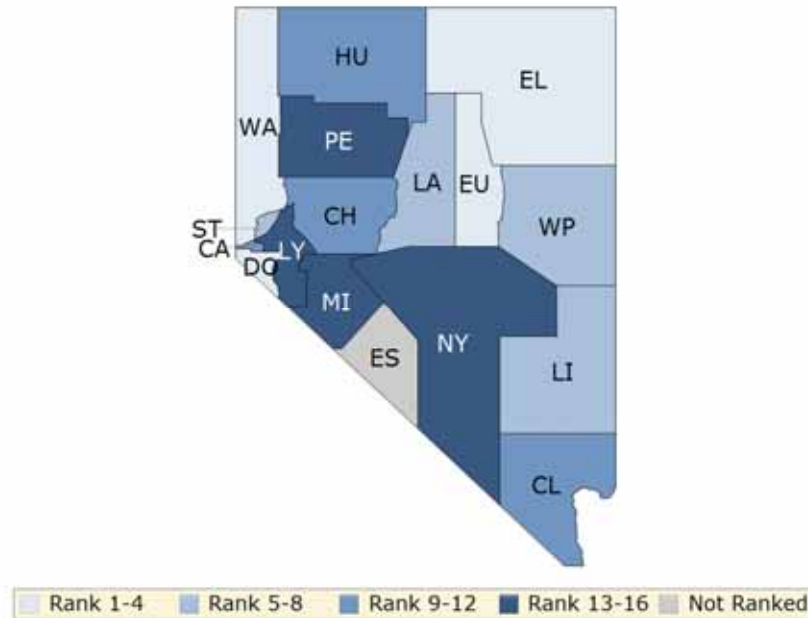 HU
EL
WA
PE
LA
EU
CH
ST
WP
CA
LY
DO
MI
NY
ES
LI
CL
Rank 1-4 Rank 5-8 Rank 9-12 Rank 13-16 Not Ranked